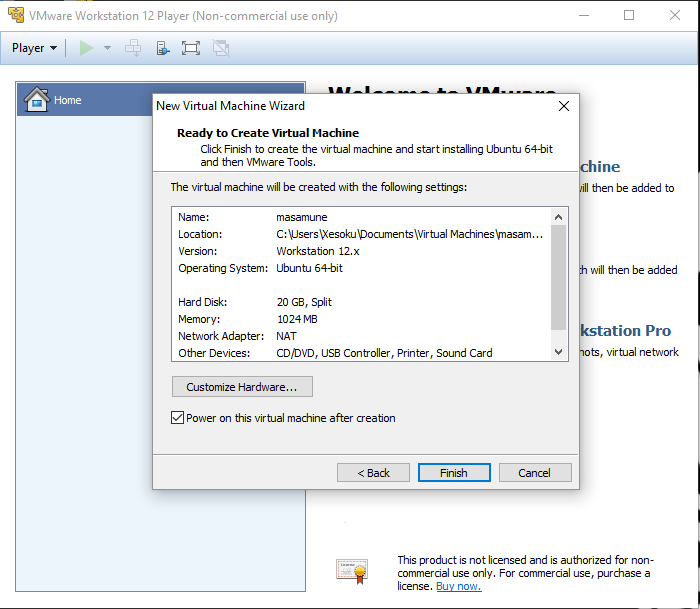 VMware Workstation 12 Player (Non-commercial use only)
Player
Home
New Virtual Machine Wizard
Ready to Create Virtual Machine
Click Finish to create the virtual machine and start installing Ubuntu 64-bit
and then VMware Tools.
The virtual machine will be created with the following settings:
Name: masamune
Location: C:\Users\Xesoku\Documents\Virtual Machines\masam...
Version: Workstation 12.x
Operating System: Ubuntu 64-bit
Hard Disk: 20 GB, Split
Memory: 1024 MB
Network Adapter: NAT
Other Devices: CD/DVD, USB Controller, Printer, Sound Card
Customize Hardware...
Power on this virtual machine after creation
< Back
Finish
Cancel
Welcome to VMware
chine
ill then be added to
h will then be added
kstation Pro
hots, virtual network
This product is not licensed and is authorized for non-
commercial use only. For commercial use, purchase a
license. Buy now.